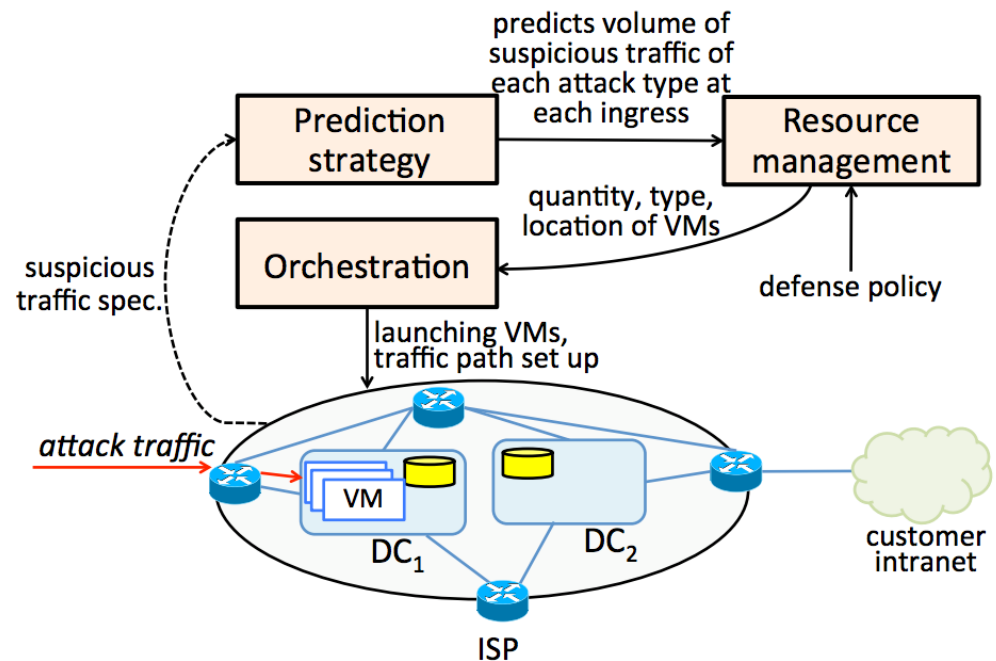 predicts volume of
suspicious traffic of
each attack type at
each ingress
Prediction
strategy
Resource
management
quantity, type,
location of VMs
Orchestration
suspicious
traffic spec.
defense policy
launching VMs,
traffic path set up
attack traffic
VM
DC1
DC2
customer
intranet
ISP